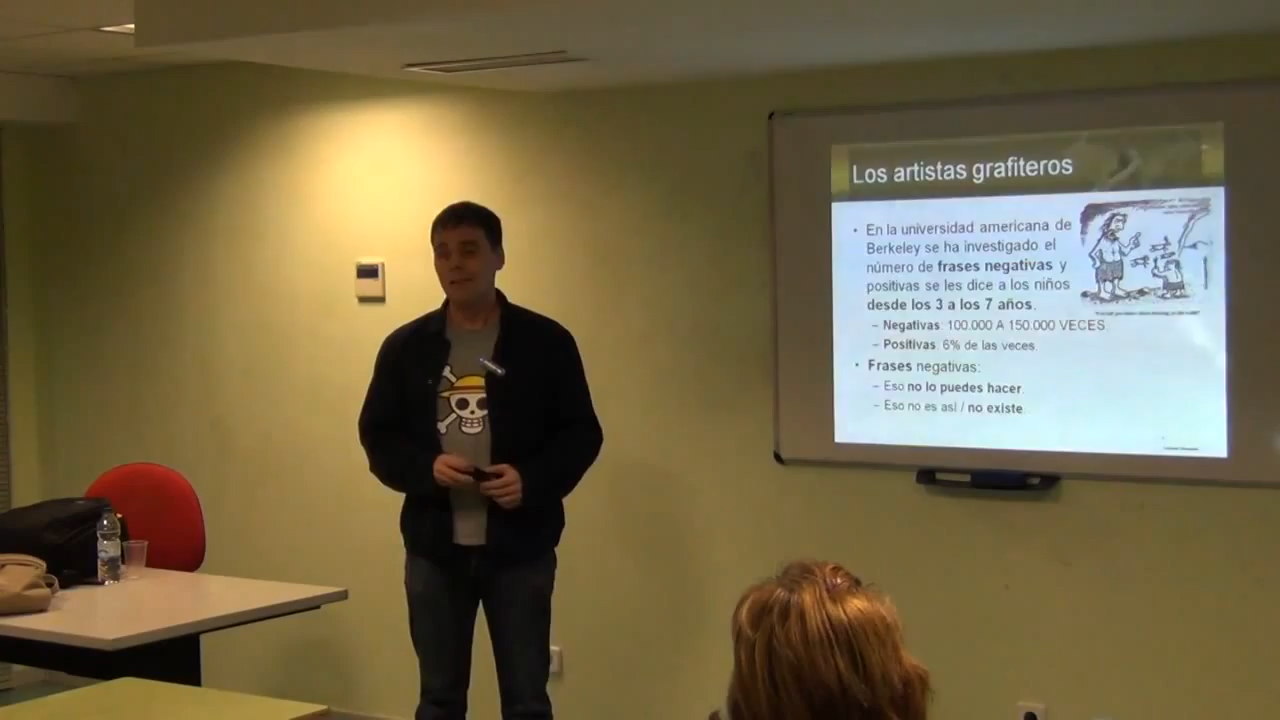 Los artistas grafiteros
• En la universidad americana de
Berkeley se ha investigado el
número de frases negativas y
positivas se les dice a los niños
desde los 3 a los 7 años.
– Negativas: 100.000 A 150.000 VECES
– Positivas: 6% de las veces.
• Frases negativas:
– Eso no lo puedes hacer.
– Eso no es así / no existe.